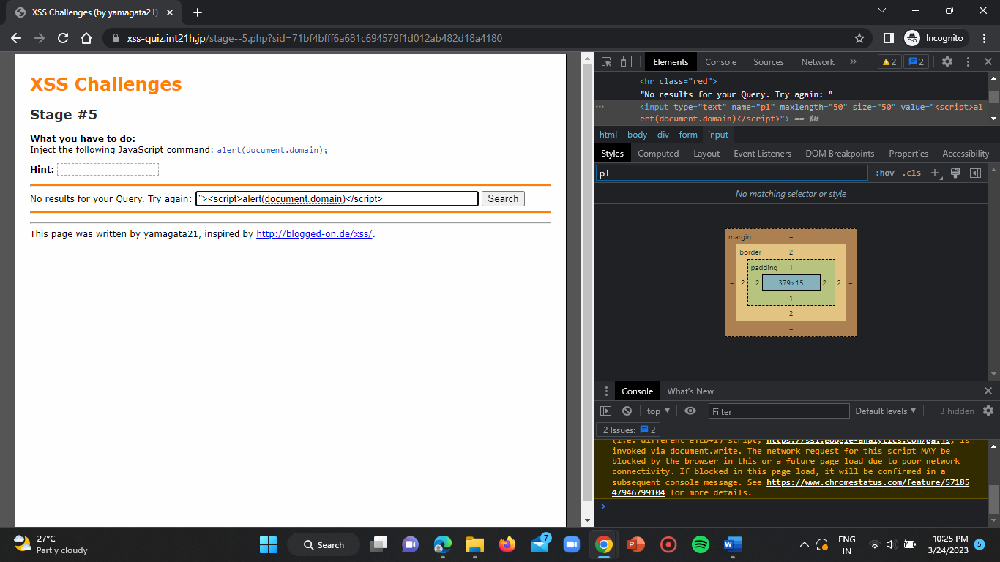 XSS Challenges (by yamagata21)
xss-quiz.int21h.jp/stage--5.php?sid=71bf4bfff6a681c694579f1d012ab482d18a4180
Incognito
XSS Challenges
Stage #5
What you have to do:
Inject the following JavaScript command: alert(document.domain);
Hint:
No results for your Query. Try again: "><script>alert(document.domain)</script> Search
This page was written by yamagata21, inspired by http://blogged-on.de/xss/.
Elements Console Sources Network » 2 2
<hr class="red">
"No results for your Query. Try again: "
··· <input type="text" name="p1" maxlength="50" size="50" value="<script>al
ert(document.domain)</script>"> == $0
html body div form input
Styles Computed Layout Event Listeners DOM Breakpoints Properties Accessibility
p1 :hov .cls
No matching selector or style
margin –
border 2
padding 1
– 2 2 379×15 2 2 –
1
2
–
Console What's New
top Filter Default levels 3 hidden
2 Issues: 2
(i.e. different eTLD+1) script, https://ssl.google-analytics.com/ga.js, is
invoked via document.write. The network request for this script MAY be
blocked by the browser in this or a future page load due to poor network
connectivity. If blocked in this page load, it will be confirmed in a
subsequent console message. See https://www.chromestatus.com/feature/57185
47946799104 for more details.
27°C
Partly cloudy
Search
7
ENG
IN
10:25 PM
3/24/2023
5